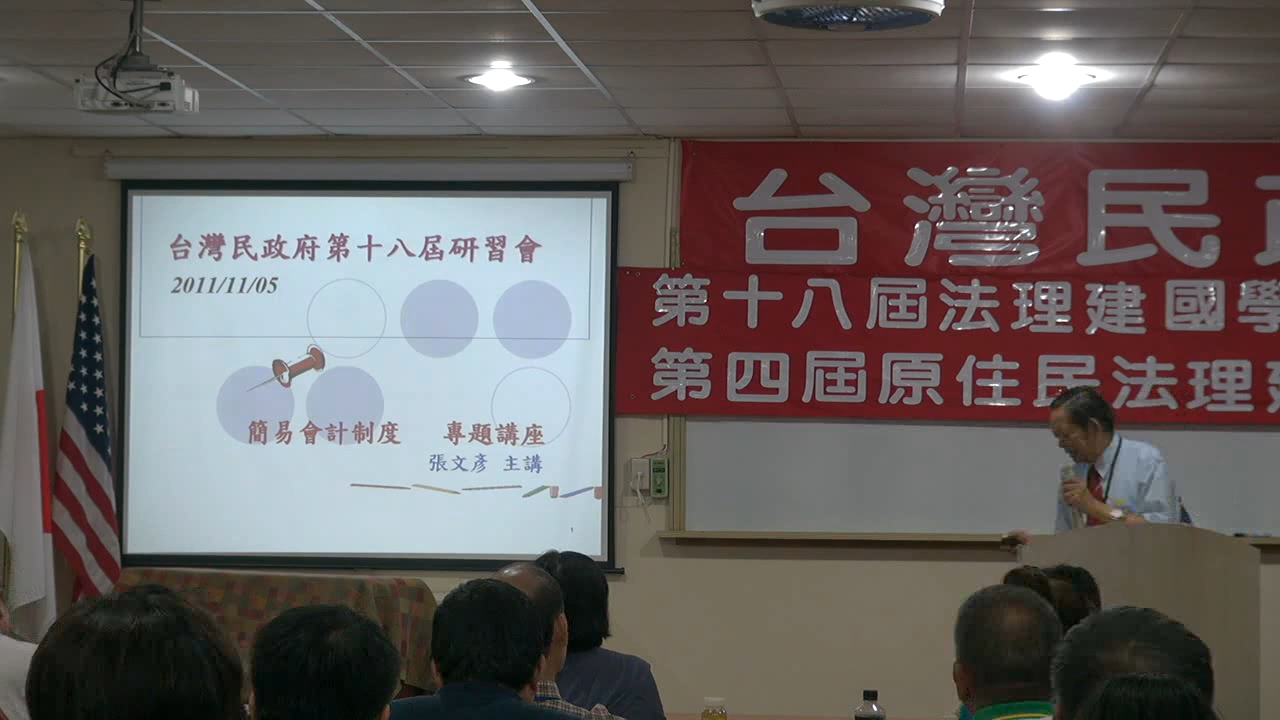 台灣民政府第十八屆研習會
2011/11/05
簡易會計制度 專題講座
張文彥 主講
台灣民政
第十八屆法理建國學
第四屆原住民法理建